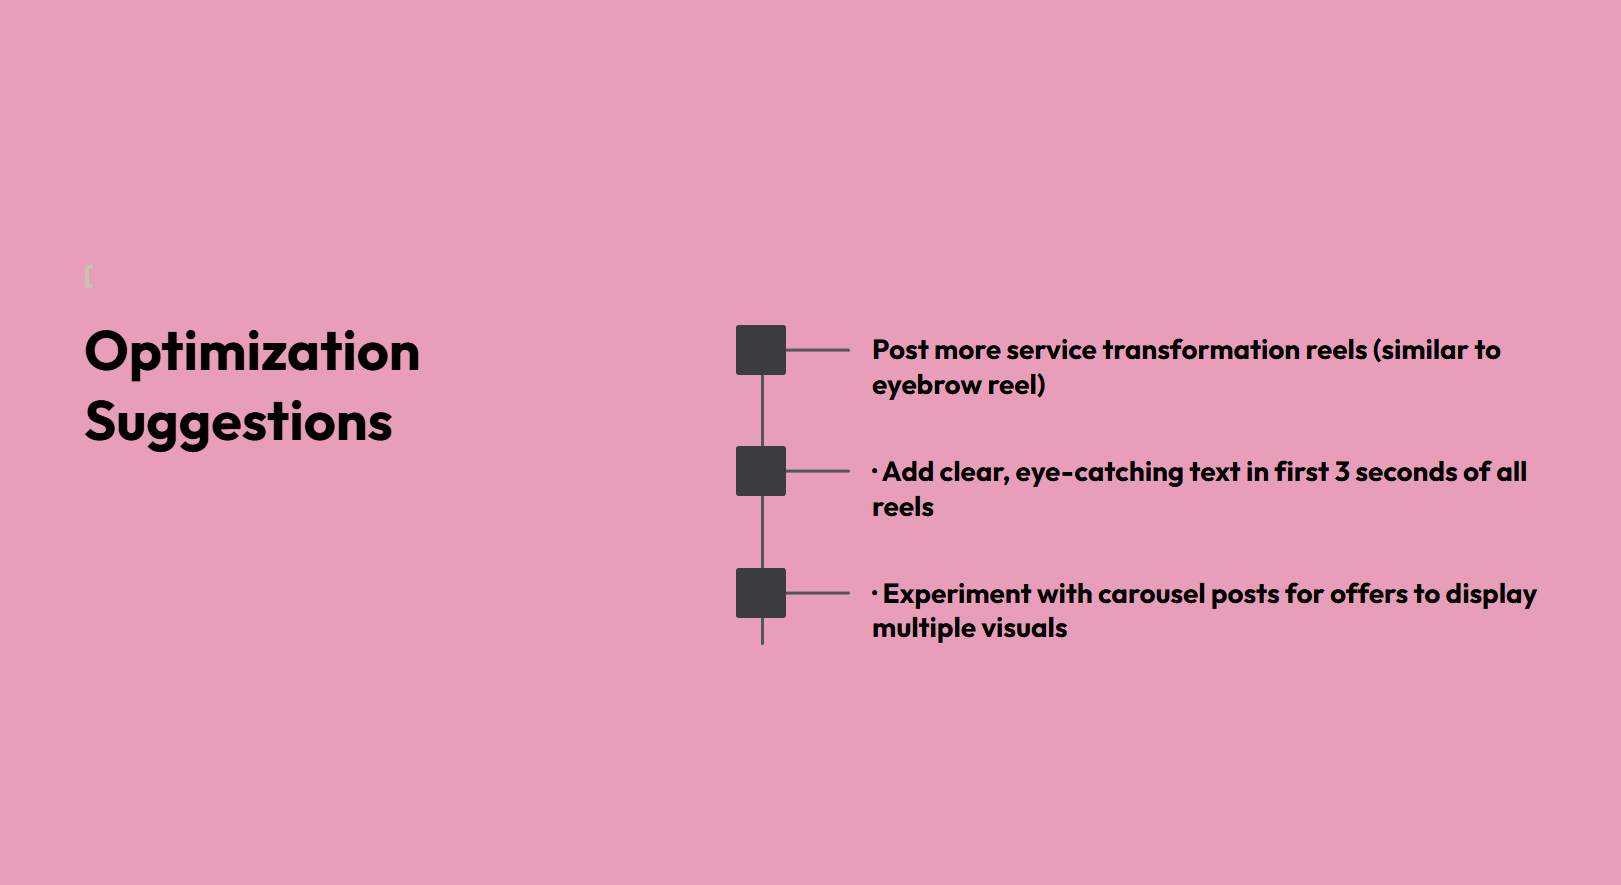 [
Optimization
Suggestions
Post more service transformation reels (similar to
eyebrow reel)
· Add clear, eye-catching text in first 3 seconds of all
reels
· Experiment with carousel posts for offers to display
multiple visuals